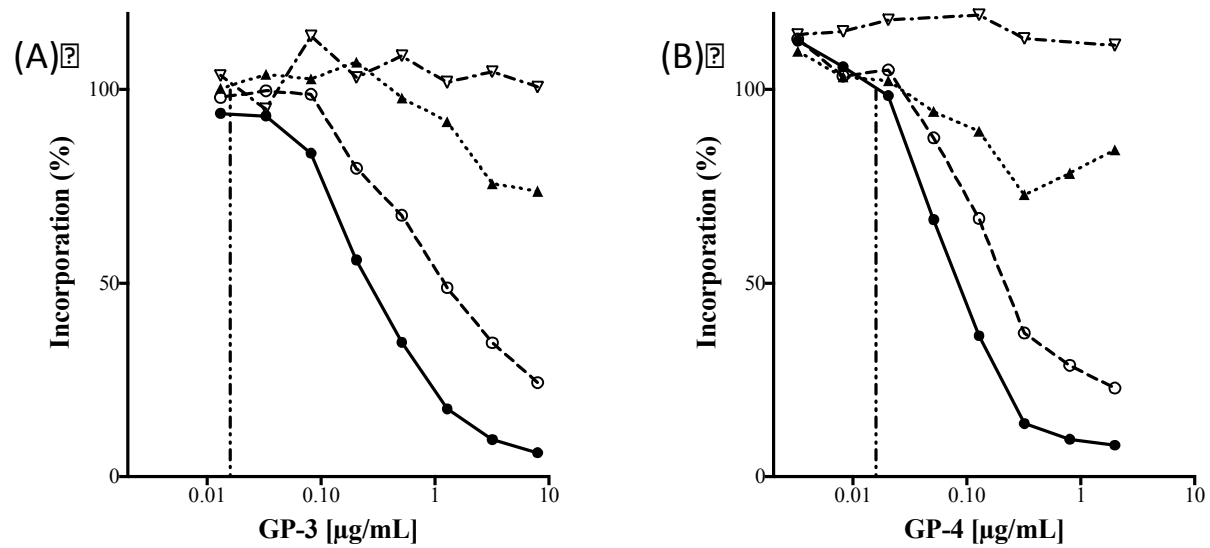 (A)⍰
Incorporation (%)
100
50
0
0.01 0.10 1 10
GP-3 [µg/mL]
(B)⍰
Incorporation (%)
100
50
0
0.01 0.10 1 10
GP-4 [µg/mL]